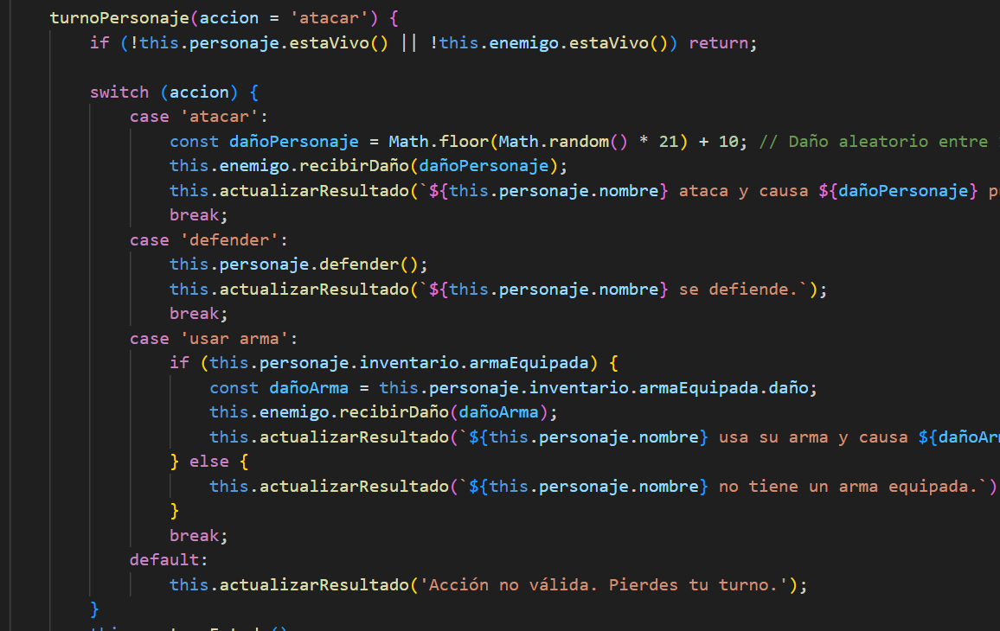 turnoPersonaje(accion = 'atacar') {
if (!this.personaje.estaVivo() || !this.enemigo.estaVivo()) return;
switch (accion) {
case 'atacar':
const dañoPersonaje = Math.floor(Math.random() * 21) + 10; // Daño aleatorio entre
this.enemigo.recibirDaño(dañoPersonaje);
this.actualizarResultado(`${this.personaje.nombre} ataca y causa ${dañoPersonaje}
break;
case 'defender':
this.personaje.defender();
this.actualizarResultado(`${this.personaje.nombre} se defiende.`);
break;
case 'usar arma':
if (this.personaje.inventario.armaEquipada) {
const dañoArma = this.personaje.inventario.armaEquipada.daño;
this.enemigo.recibirDaño(dañoArma);
this.actualizarResultado(`${this.personaje.nombre} usa su arma y causa
} else {
this.actualizarResultado(`${this.personaje.nombre} no tiene un arma equipada.`)
}
break;
default:
this.actualizarResultado('Acción no válida. Pierdes tu turno.');
}